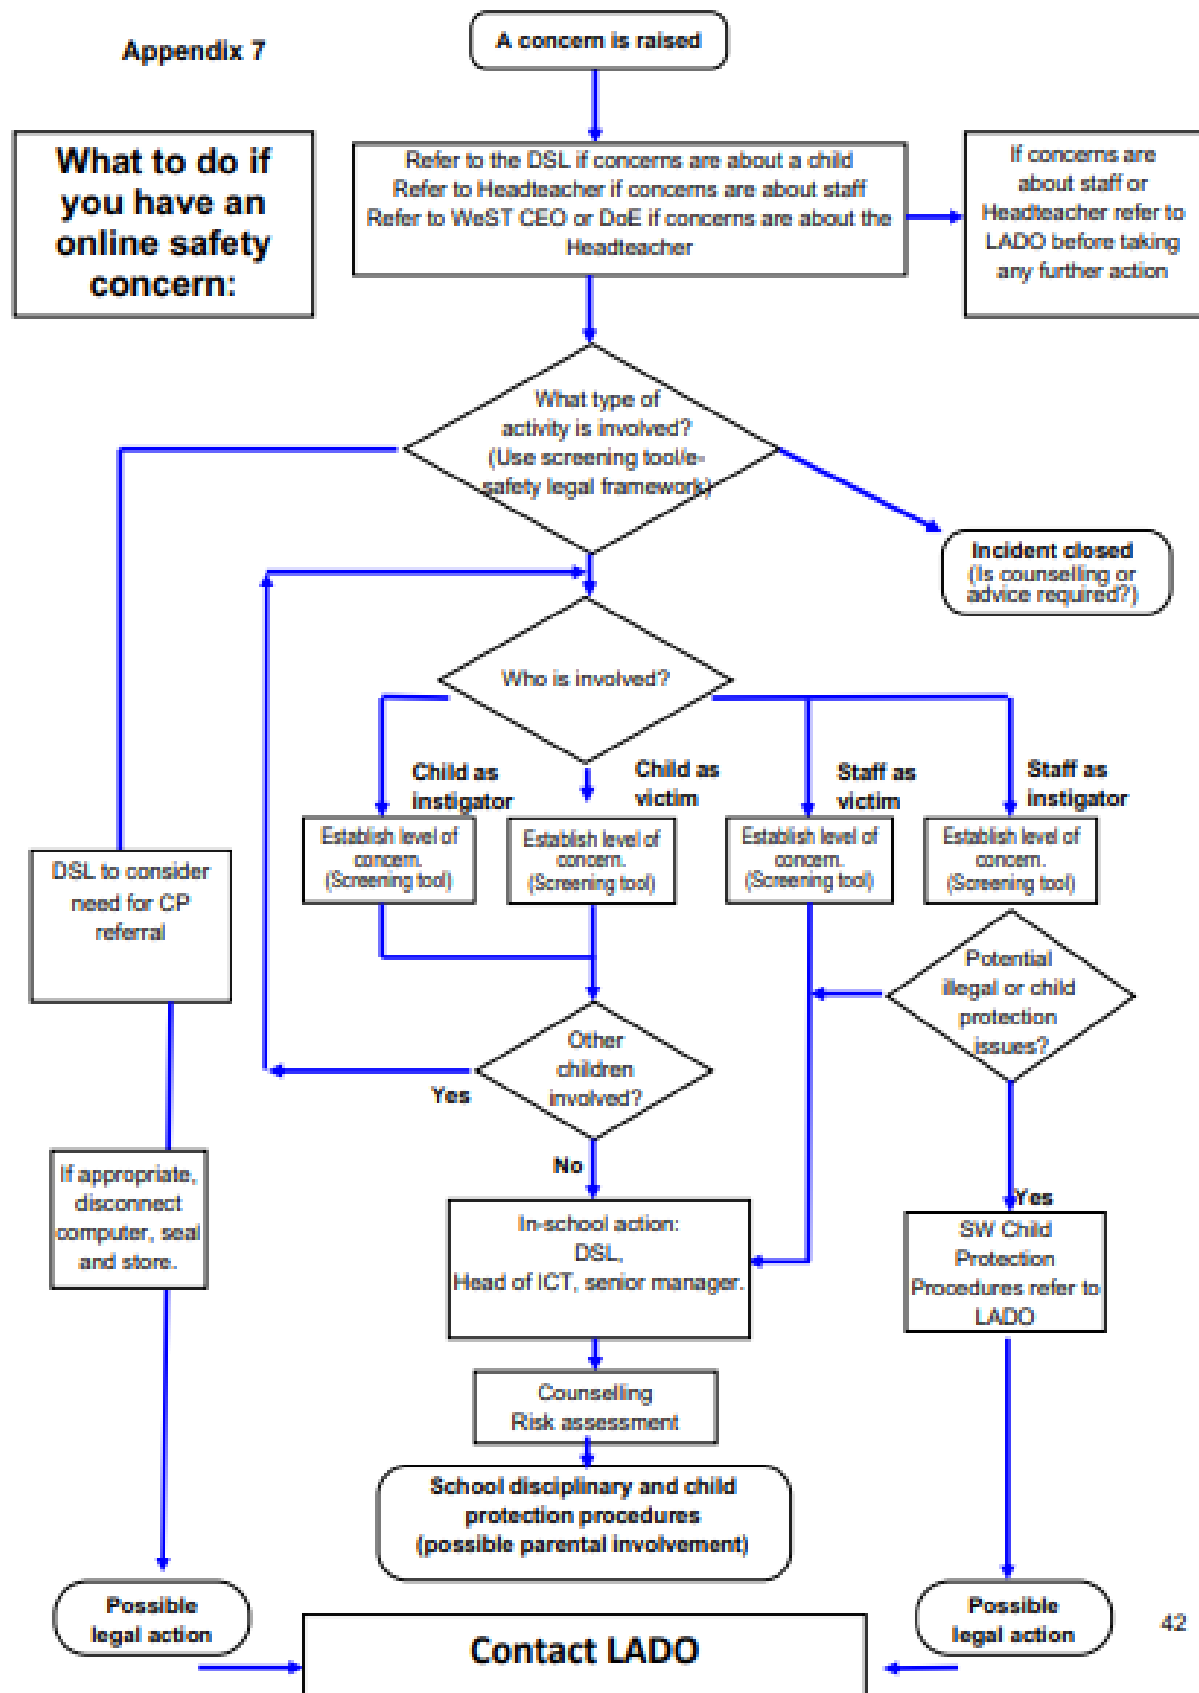 Appendix 7
A concern is raised
What to do if
you have an
online safety
concern:
Refer to the DSL if concerns are about a child
Refer to Headteacher if concerns are about staff
Refer to WeST CEO or DoE if concerns are about the
Headteacher
If concerns are
about staff or
Headteacher refer to
LADO before taking
any further action
What type of
activity is involved?
(Use screening tool/e-
safety legal framework)
Incident closed
(Is counselling or
advice required?)
Who is involved?
Child as
instigator
Child as
victim
Staff as
victim
Staff as
instigator
Establish level of
concern.
(Screening tool)
Establish level of
concern.
(Screening tool)
Establish level of
concern.
(Screening tool)
Establish level of
concern.
(Screening tool)
DSL to consider
need for CP
referral
Potential
illegal or child
protection
issues?
Other
children
involved?
Yes
No
If appropriate,
disconnect
computer, seal
and store.
In-school action:
DSL,
Head of ICT, senior manager.
Yes
SW Child
Protection
Procedures refer to
LADO
Counselling
Risk assessment
School disciplinary and child
protection procedures
(possible parental involvement)
Possible
legal action
Possible
legal action
42
Contact LADO